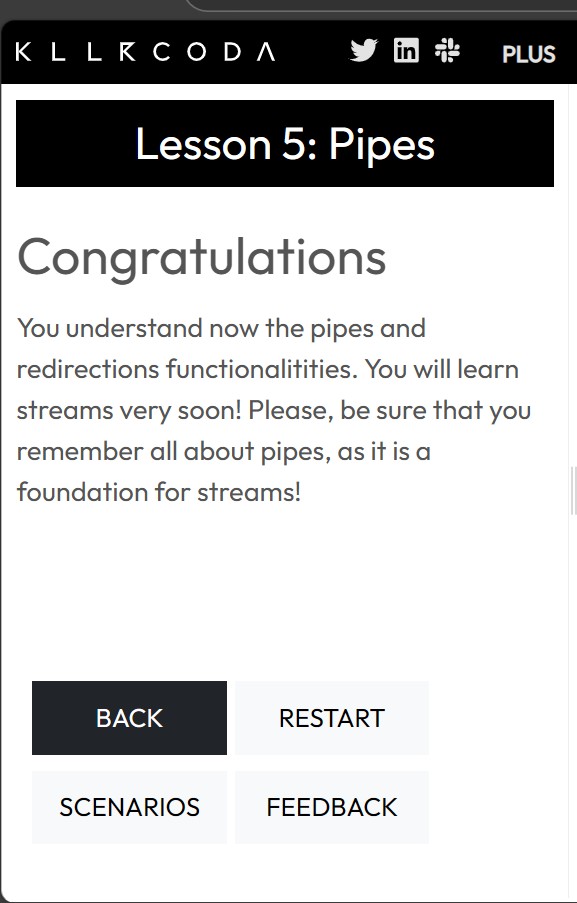 KLLRCODA
PLUS
Lesson 5: Pipes
Congratulations
You understand now the pipes and
redirections functionalitities. You will learn
streams very soon! Please, be sure that you
remember all about pipes, as it is a
foundation for streams!
BACK
RESTART
SCENARIOS
FEEDBACK